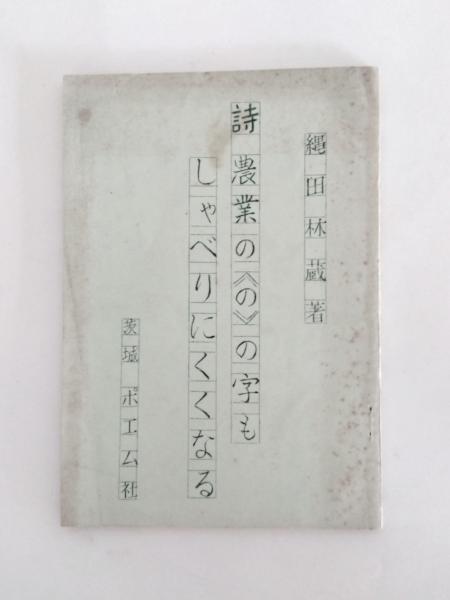 縄田林蔵著
詩 農業の《の》の字も
しゃべりにくくなる
茨城ポエム社